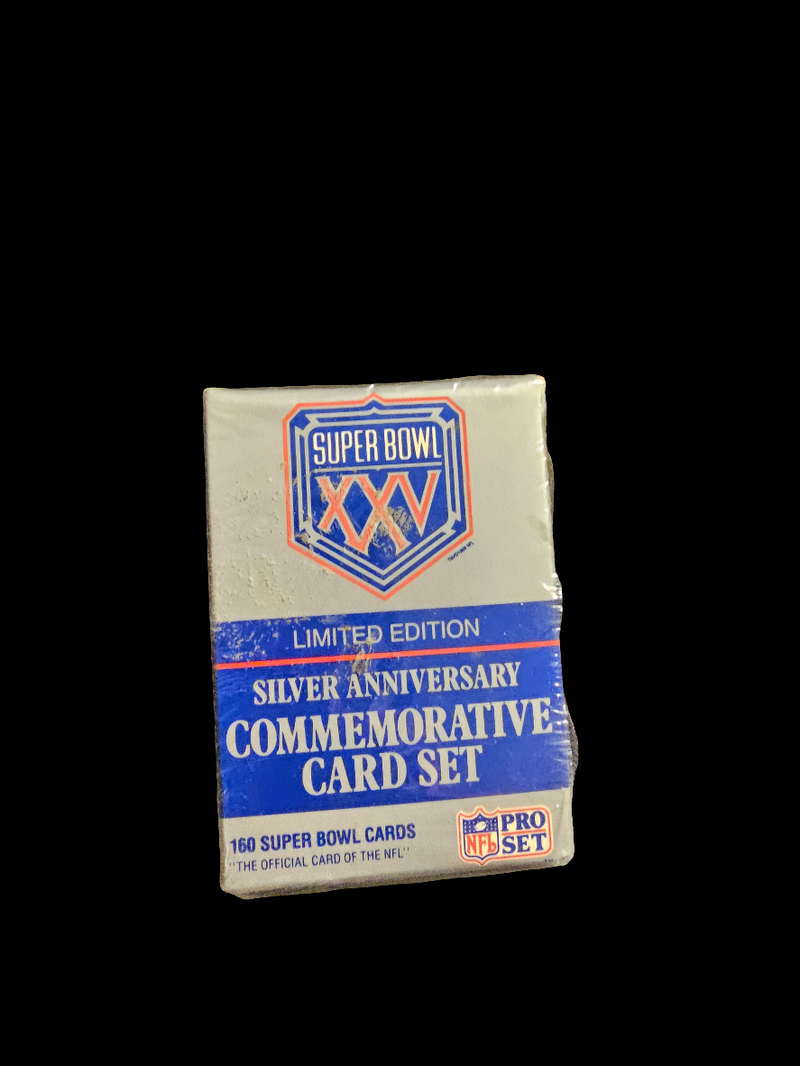 SUPER BOWL
XXV
LIMITED EDITION
SILVER ANNIVERSARY
COMMEMORATIVE
CARD SET
160 SUPER BOWL CARDS
"THE OFFICIAL CARD OF THE NFL"
NFL PRO
SET